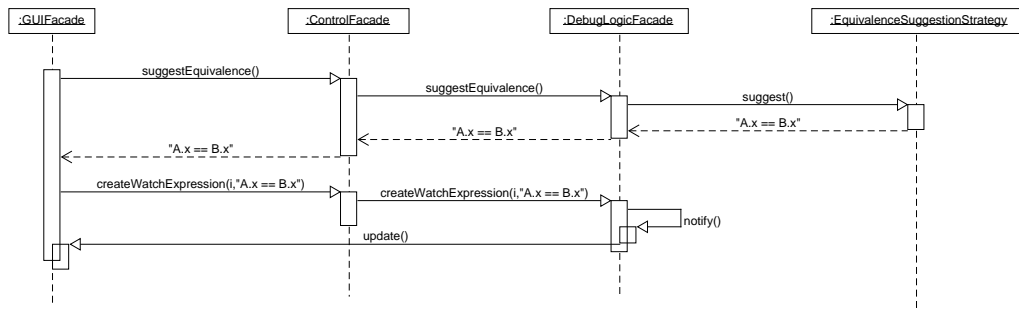 :GUIFacade
:ControlFacade
:DebugLogicFacade
:EquivalenceSuggestionStrategy
suggestEquivalence()
suggestEquivalence()
suggest()
"A.x == B.x"
"A.x == B.x"
"A.x == B.x"
createWatchExpression(i,"A.x == B.x")
createWatchExpression(i,"A.x == B.x")
notify()
update()